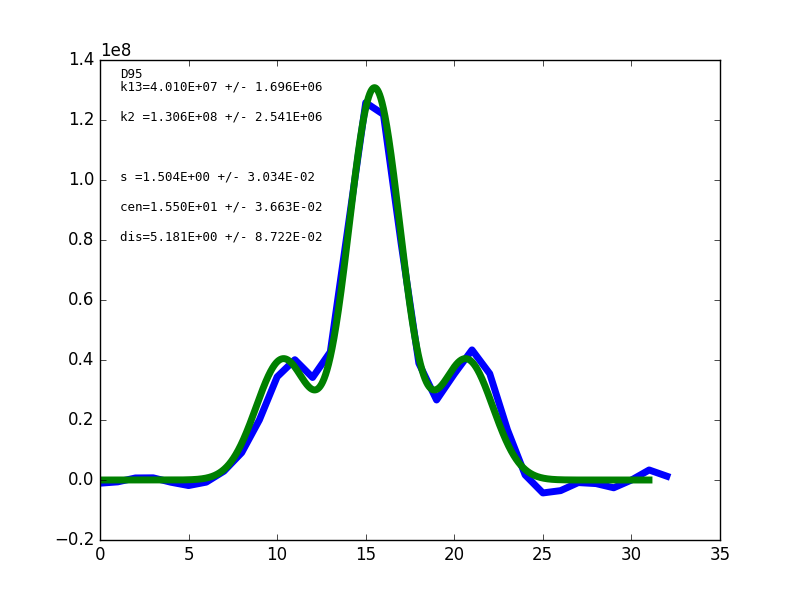 1e8
1.4
1.2
1.0
0.8
0.6
0.4
0.2
0.0
−0.2
D95
k13=4.010E+07 +/- 1.696E+06
k2 =1.306E+08 +/- 2.541E+06
s =1.504E+00 +/- 3.034E-02
cen=1.550E+01 +/- 3.663E-02
dis=5.181E+00 +/- 8.722E-02
0 5 10 15 20 25 30 35